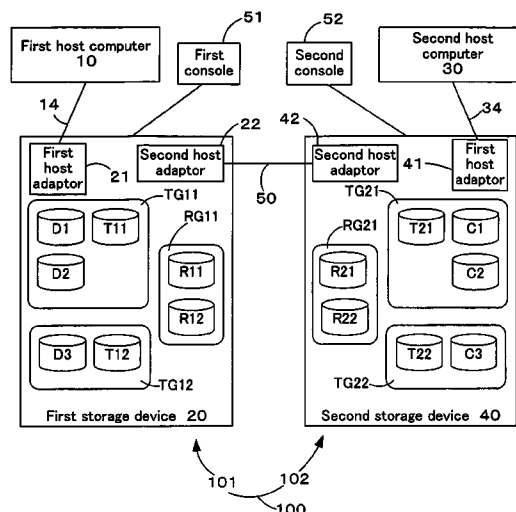 51
52
First host computer
10
First
console
Second
console
Second host
computer
30
14
22
42
34
First
host
adaptor
21
Second host
adaptor
50
Second host
adaptor
41
First
host
adaptor
TG11
RG11
TG21
RG21
D1
T11
D2
R11
R12
T21
C1
C2
R21
R22
D3
T12
TG12
T22
C3
TG22
First storage device 20
Second storage device 40
101
102
100